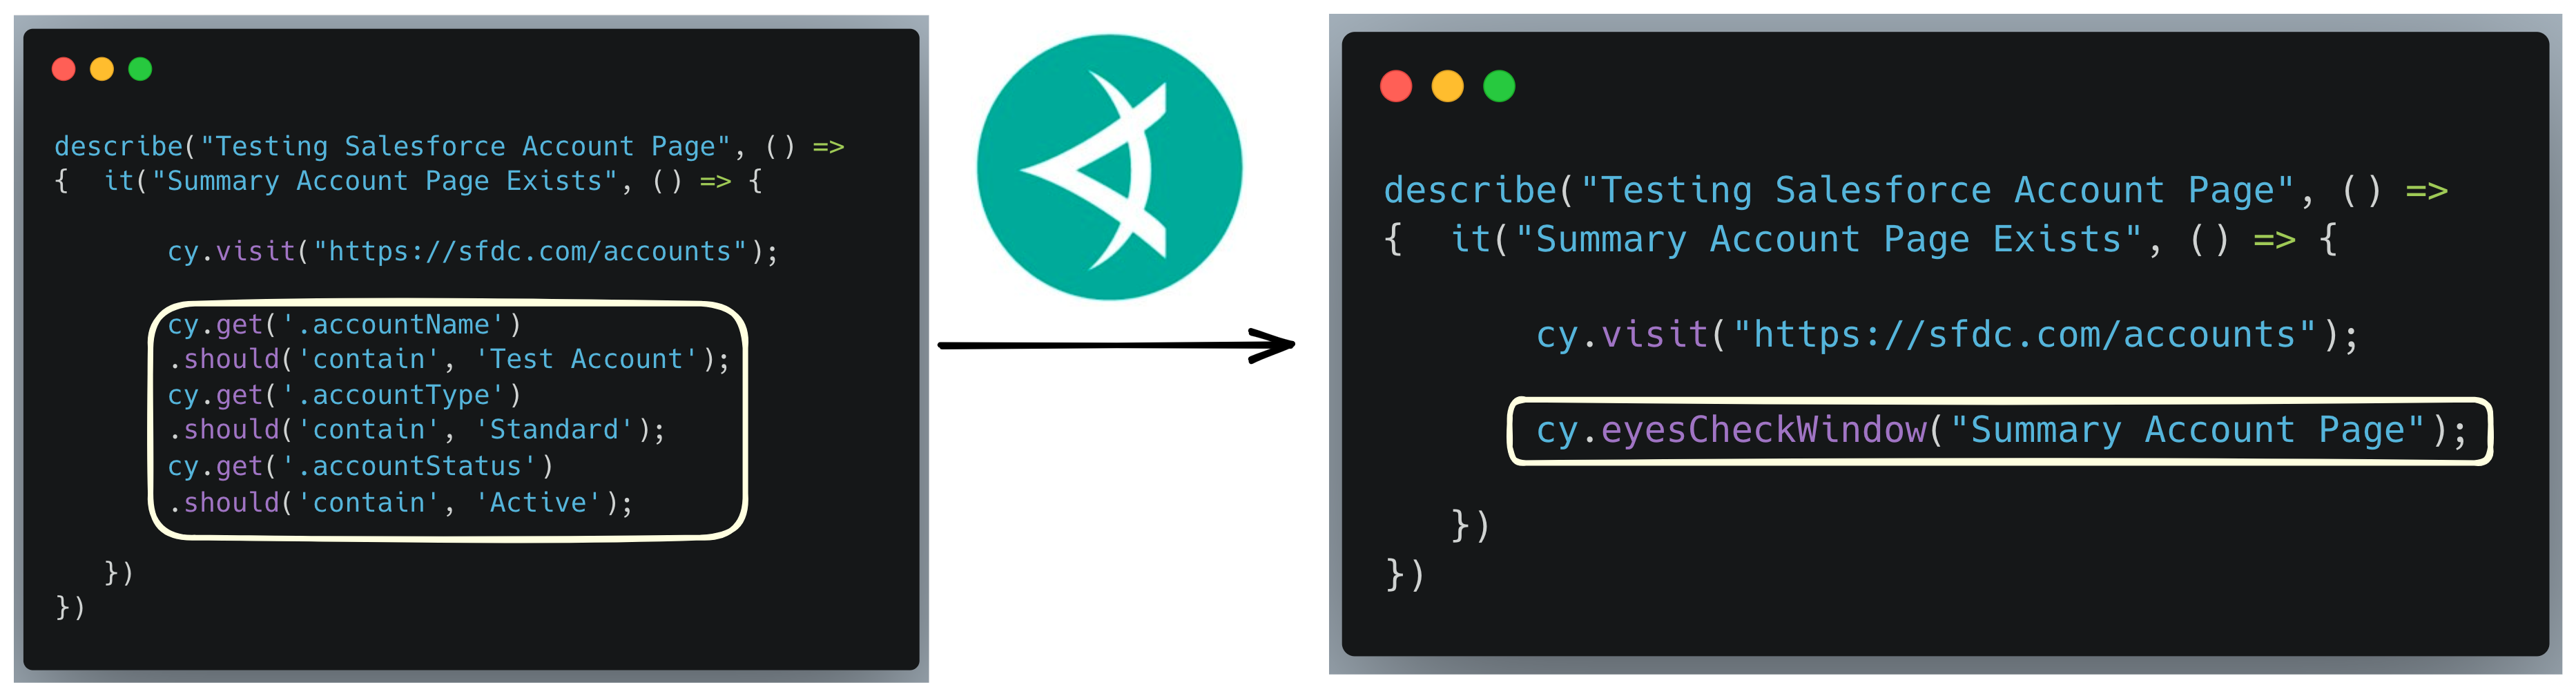 describe("Testing Salesforce Account Page", () =>
{  it("Summary Account Page Exists", () => {
cy.visit("https://sfdc.com/accounts");
cy.get('.accountName')
.should('contain', 'Test Account');
cy.get('.accountType')
.should('contain', 'Standard');
cy.get('.accountStatus')
.should('contain', 'Active');
})
})
describe("Testing Salesforce Account Page", () =>
{  it("Summary Account Page Exists", () => {
cy.visit("https://sfdc.com/accounts");
cy.eyesCheckWindow("Summary Account Page");
})
})